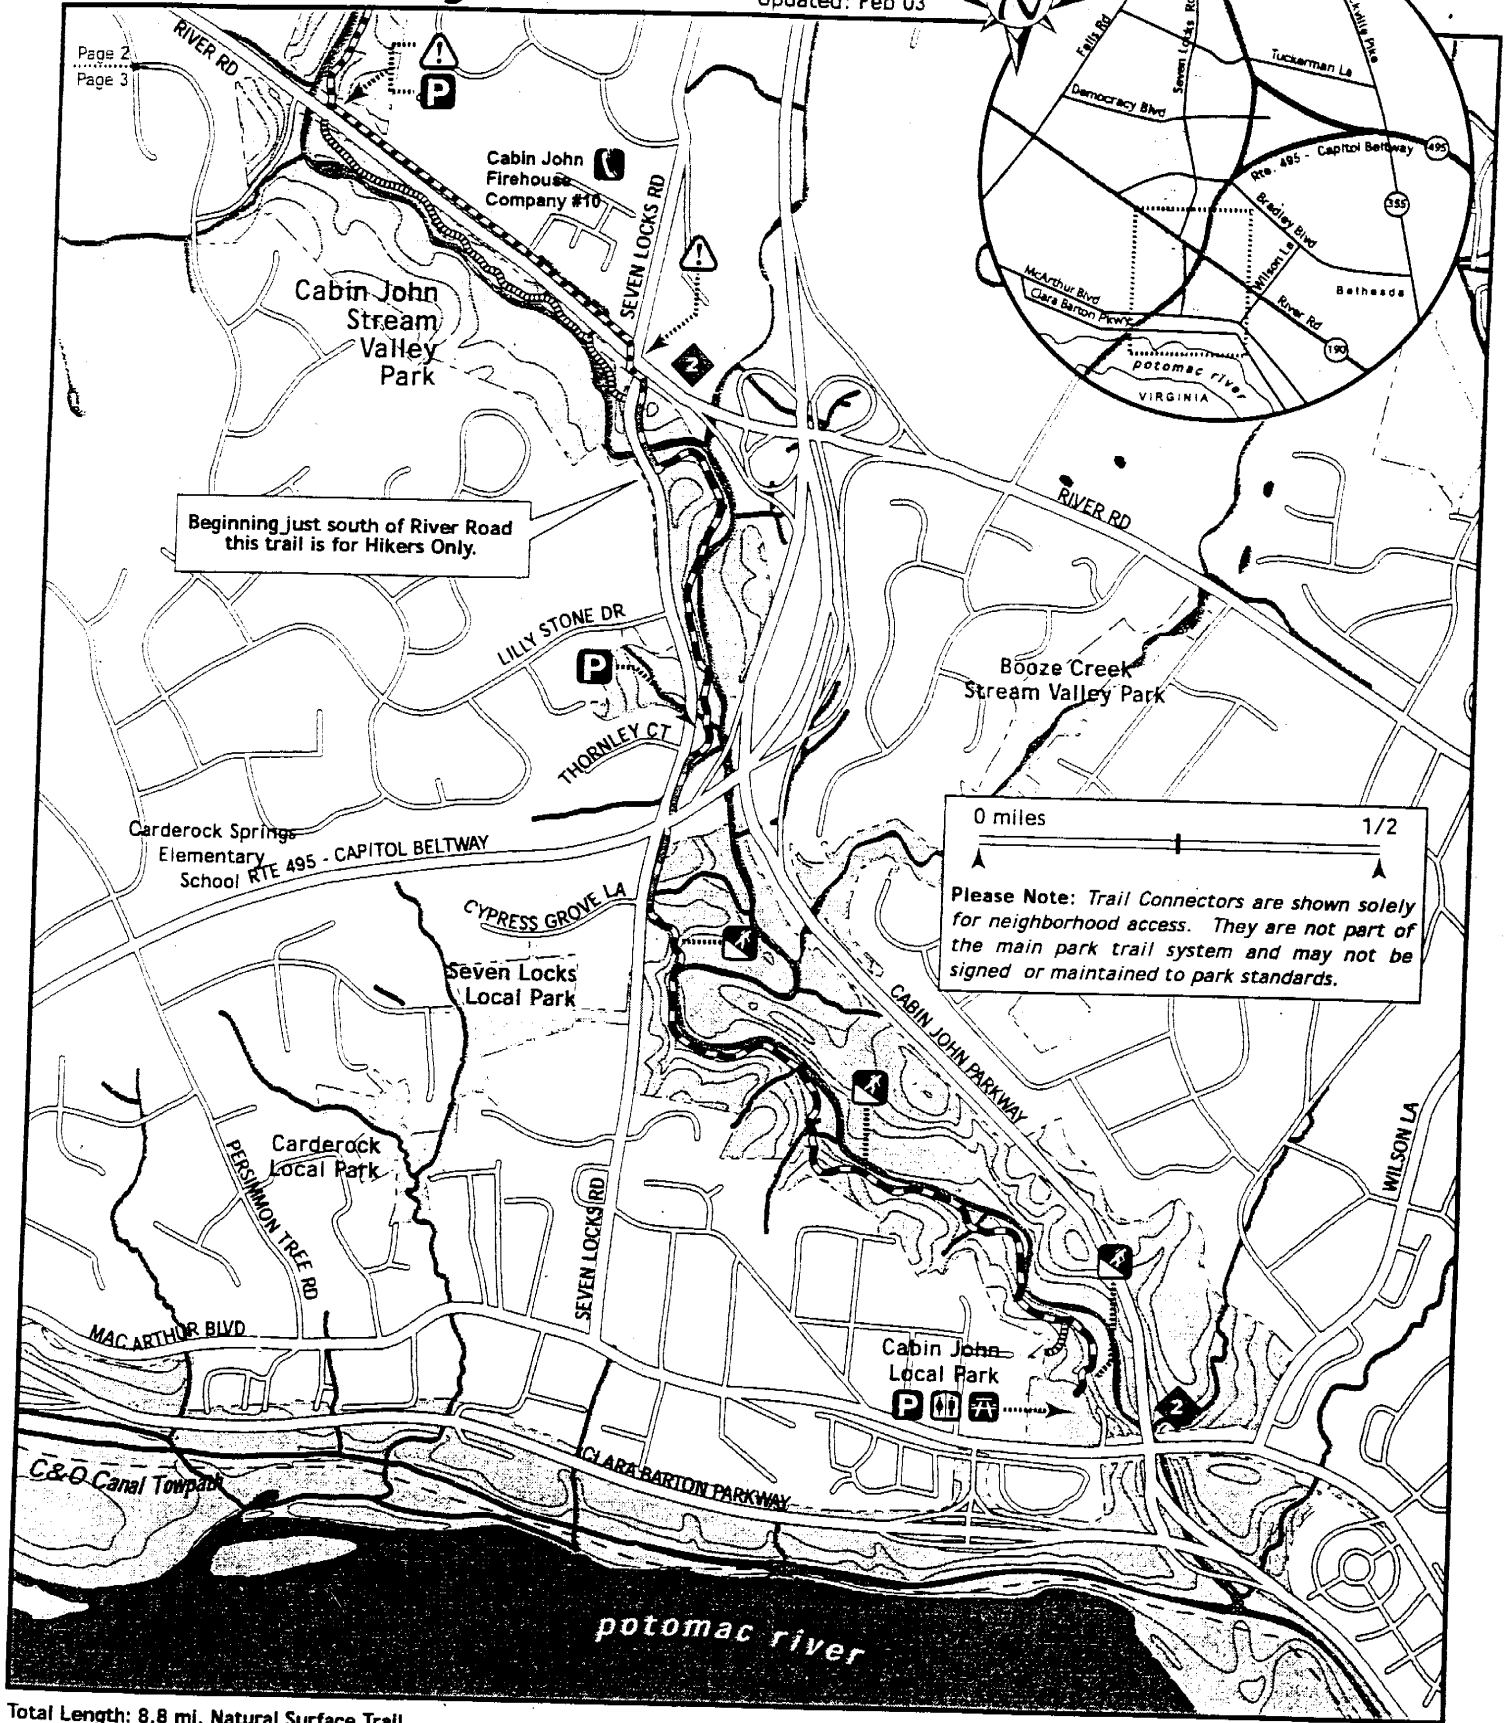 Updated: Feb 03
N
Page 2
Page 3
RIVER RD
P
Cabin John
Firehouse
Company #10
SEVEN LOCKS RD
2
Cabin John
Stream
Valley
Park
Fells Rd
Seven Locks Rd
Tuckerman La
Democracy Blvd
Rte. 495 - Capitol Beltway
495
355
Bradley Blvd
Wilson La
McArthur Blvd
Clara Barton Pkwy
Bethesda
River Rd
190
potomac river
VIRGINIA
Beginning just south of River Road
this trail is for Hikers Only.
RIVER RD
LILLY STONE DR
P
THORNLEY CT
Booze Creek
Stream Valley Park
0 miles
1/2
Please Note: Trail Connectors are shown solely
for neighborhood access. They are not part of
the main park trail system and may not be
signed or maintained to park standards.
Carderock Springs
Elementary
School
RTE 495 - CAPITOL BELTWAY
CYPRESS GROVE LA
Seven Locks
Local Park
CABIN JOHN PARKWAY
Carderock
Local Park
PERSIMMON TREE RD
SEVEN LOCKS RD
WILSON LA
MAC ARTHUR BLVD
Cabin John
Local Park
P
2
C&O Canal Towpath
CLARA BARTON PARKWAY
potomac river
Total Length: 8.8 mi. Natural Surface Trail